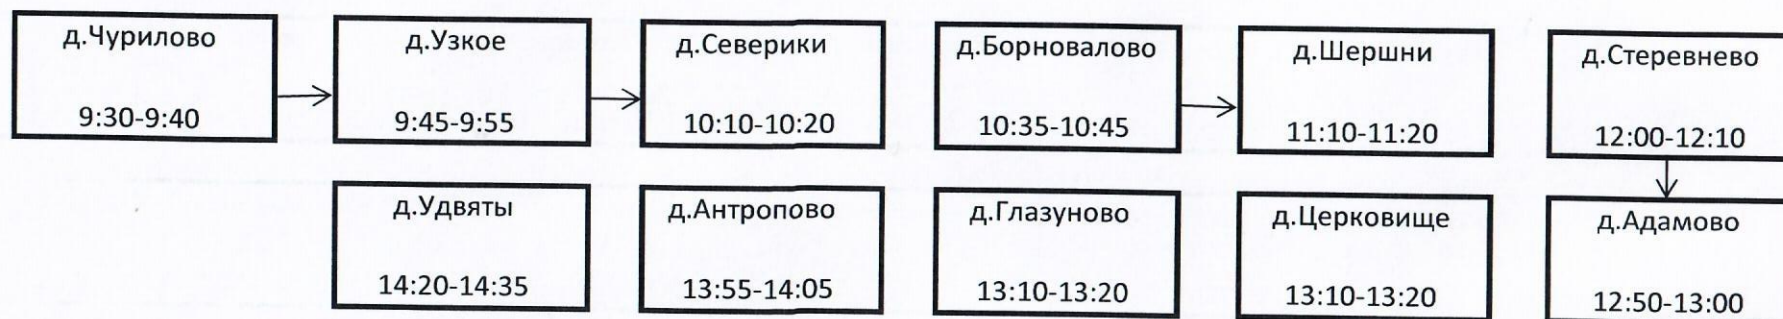 д.Чурилово
9:30-9:40
д.Узкое
9:45-9:55
д.Северики
10:10-10:20
д.Борновалово
10:35-10:45
д.Шершни
11:10-11:20
д.Стеревнево
12:00-12:10
д.Удвяты
14:20-14:35
д.Антропово
13:55-14:05
д.Глазуново
13:10-13:20
д.Церковище
13:10-13:20
д.Адамово
12:50-13:00